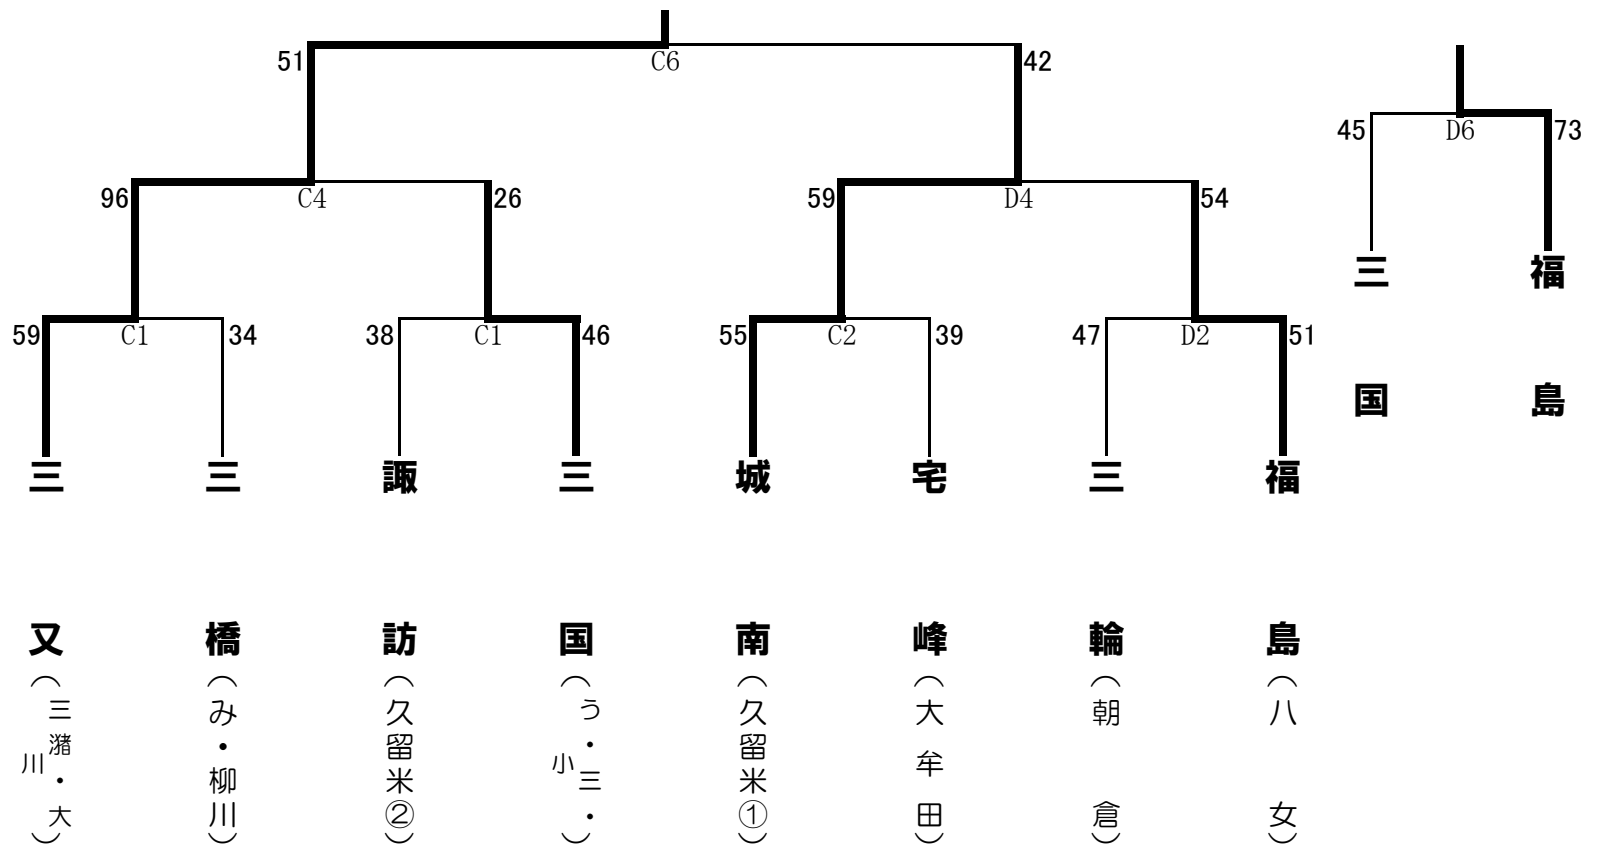 51 C6 42
45 D6 73
96 C4 26
59 D4 54
三国
福島
59 C1 34
38 C1 46
55 C2 39
47 D2 51
三又(三潴・大川)
三橋(み・柳川)
諏訪(久留米②)
三国(う・三・小)
城南(久留米①)
宅峰(大牟田)
三輪(朝倉)
福島(八女)